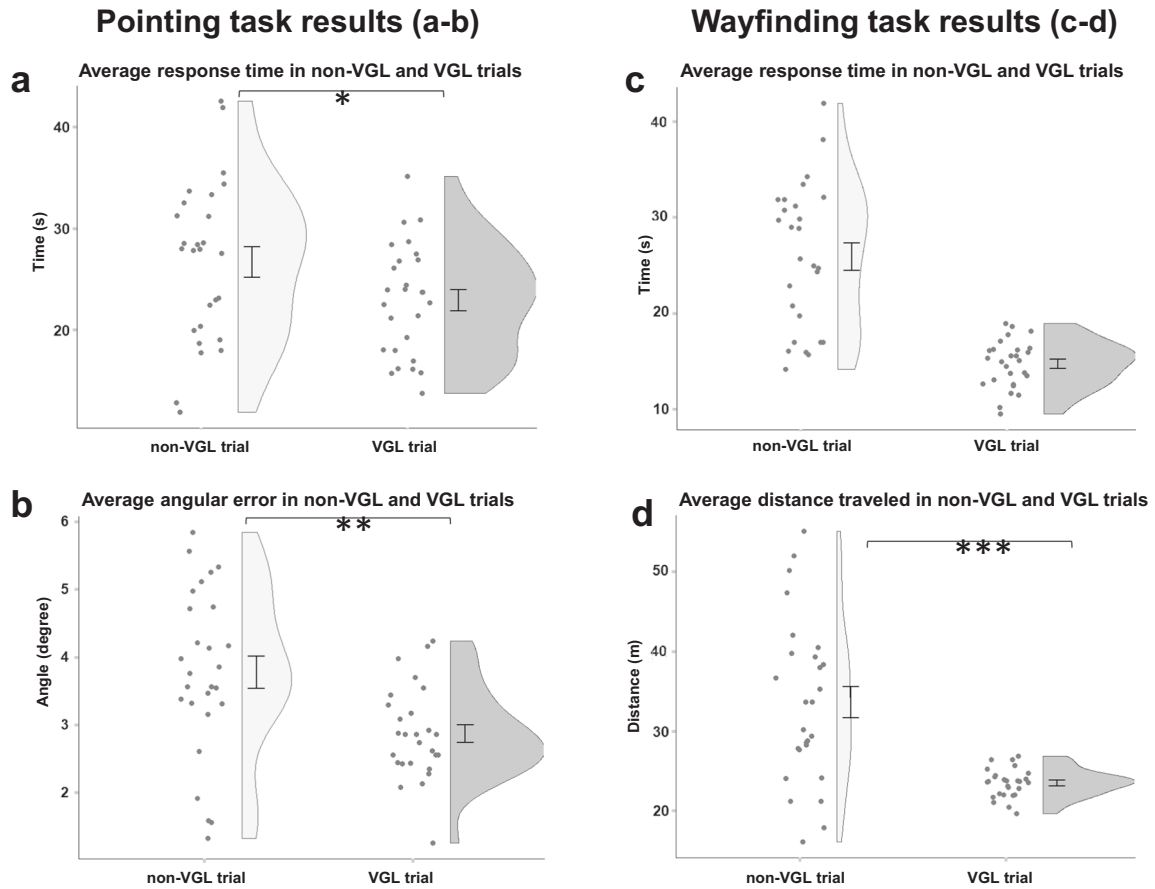 Pointing task results (a-b)
Wayfinding task results (c-d)
a
Average response time in non-VGL and VGL trials
*
Time (s)
40
30
20
non-VGL trial
VGL trial
c
Average response time in non-VGL and VGL trials
Time (s)
40
30
20
10
non-VGL trial
VGL trial
b
Average angular error in non-VGL and VGL trials
**
Angle (degree)
6
5
4
3
2
non-VGL trial
VGL trial
d
Average distance traveled in non-VGL and VGL trials
***
Distance (m)
50
40
30
20
non-VGL trial
VGL trial